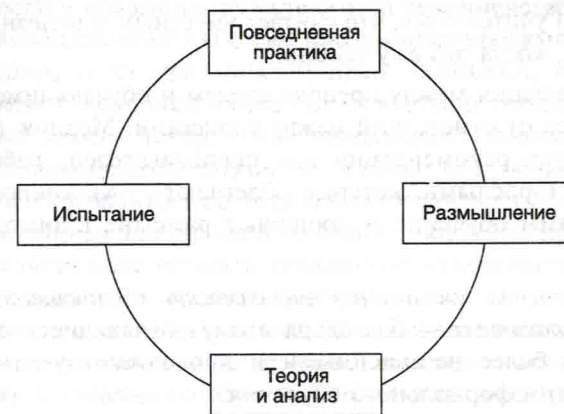 Повседневная
практика
Испытание
Размышление
Теория
и анализ